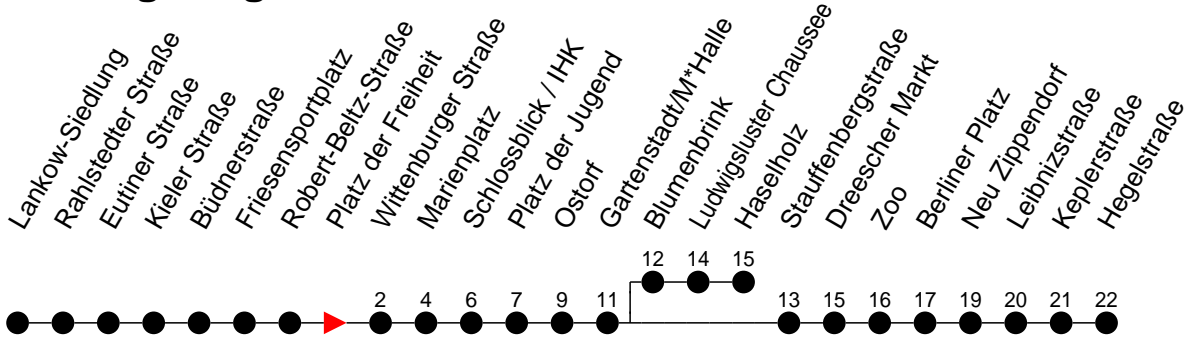 Lankow-Siedlung
Rahlstedter Straße
Eutiner Straße
Kieler Straße
Büdnerstraße
Friesensportplatz
Robert-Beltz-Straße
Platz der Freiheit
Wittenburger Straße
Marienplatz
Schlossblick / IHK
Platz der Jugend
Ostorf
Gartenstadt/M*Halle
Blumenbrink
Ludwigsluster Chaussee
Haselholz
Stauffenbergstraße
Dreescher Markt
Zoo
Berliner Platz
Neu Zippendorf
Leibnizstraße
Keplerstraße
Hegelstraße
12 14 15
2 4 6 7 9 11 13 15 16 17 19 20 21 22